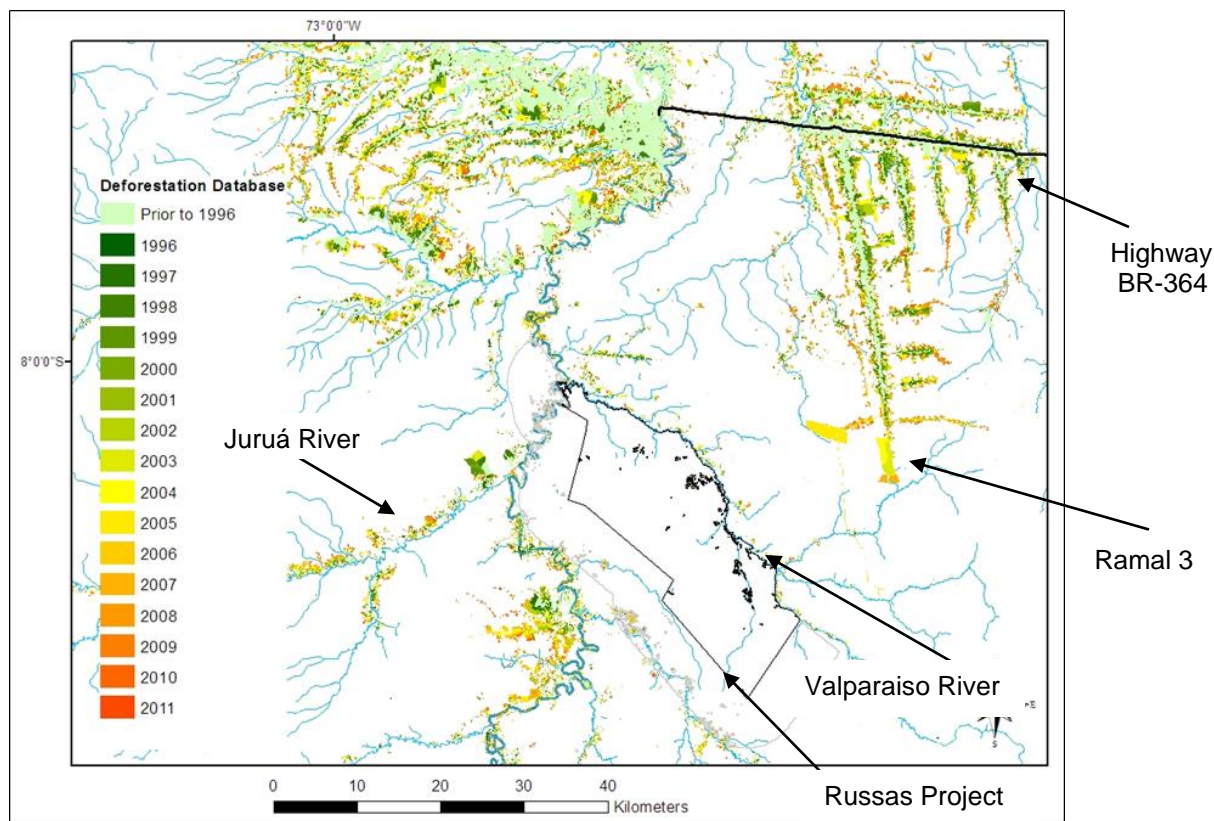 73°0'0"W
8°0'0"S
Deforestation Database
Prior to 1996
1996
1997
1998
1999
2000
2001
2002
2003
2004
2005
2006
2007
2008
2009
2010
2011
Highway
BR-364
Juruá River
Ramal 3
Valparaiso River
Russas Project
E
S
0 10 20 30 40
Kilometers